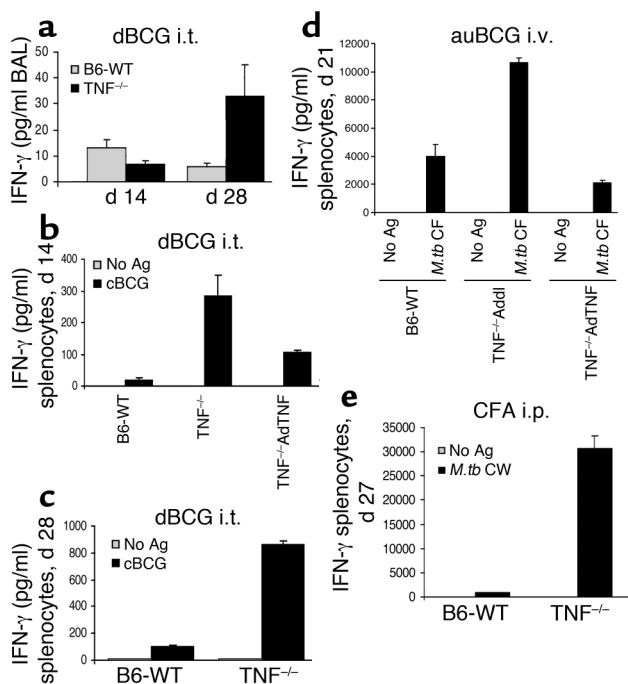 a
dBCG i.t.
IFN-γ (pg/ml BAL)
50
40
30
20
10
0
B6-WT
TNF–/–
d 14
d 28
b
dBCG i.t.
IFN-γ (pg/ml)
splenocytes, d 14
400
300
200
100
0
No Ag
cBCG
B6-WT
TNF–/–
TNF–/–AdTNF
c
dBCG i.t.
IFN-γ (pg/ml)
splenocytes, d 28
1000
800
600
400
200
0
No Ag
cBCG
B6-WT
TNF–/–
d
auBCG i.v.
IFN-γ (pg/ml)
splenocytes, d 21
12000
10000
8000
6000
4000
2000
0
No Ag
M.tb CF
No Ag
M.tb CF
No Ag
M.tb CF
B6-WT
TNF–/–AddI
TNF–/–AdTNF
e
CFA i.p.
IFN-γ splenocytes,
d 27
35000
30000
25000
20000
15000
10000
5000
0
No Ag
M.tb CW
B6-WT
TNF–/–